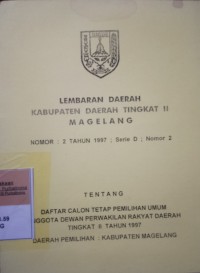 LEMBARAN DAERAH
KABUPATEN DAERAH TINGKAT II
MAGELANG
NOMOR : 2 TAHUN 1997 ; Serie D ; Nomor 2
TENTANG
DAFTAR CALON TETAP PEMILIHAN UMUM
ANGGOTA DEWAN PERWAKILAN RAKYAT DAERAH
TINGKAT II TAHUN 1997
DAERAH PEMILIHAN : KABUPATEN MAGELANG